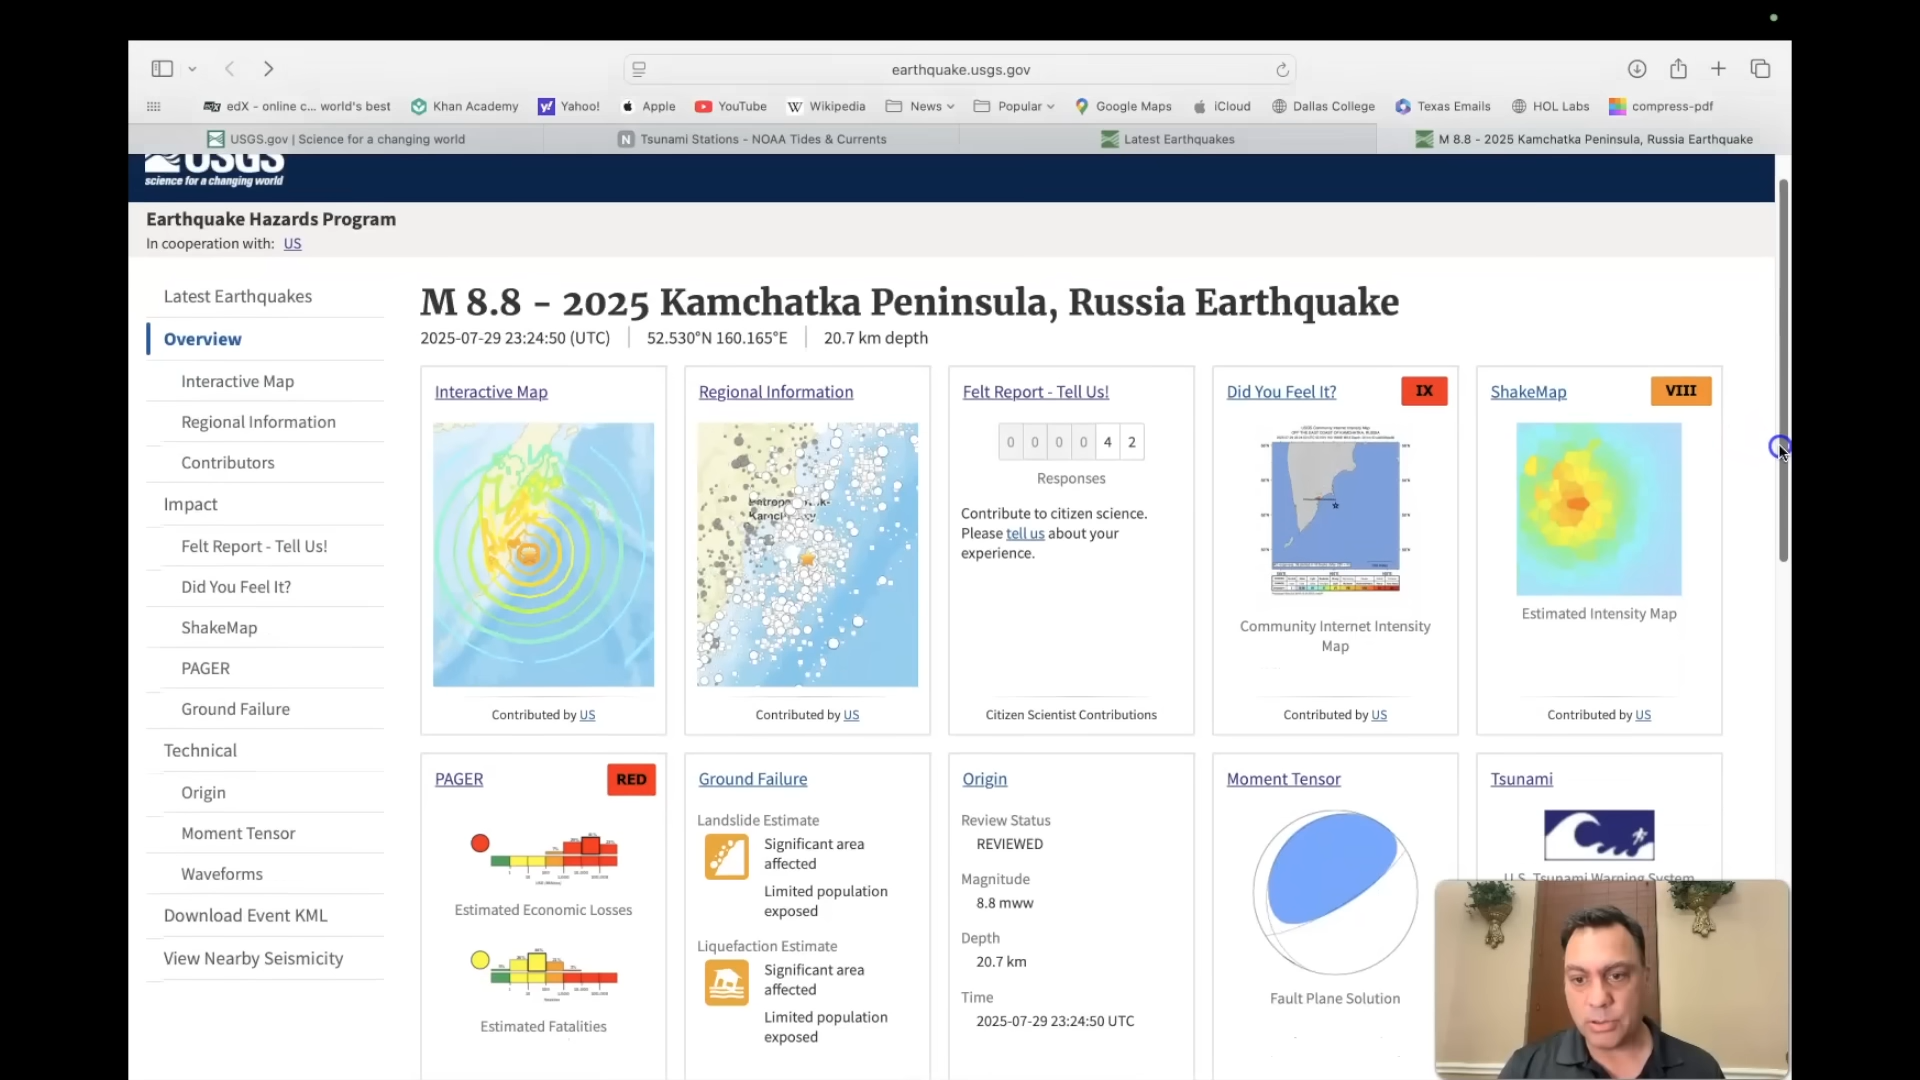 earthquake.usgs.gov
edX - online c... world's best
Khan Academy
Yahoo!
Apple
YouTube
Wikipedia
News
Popular
Google Maps
iCloud
Dallas College
Texas Emails
HOL Labs
compress-pdf
USGS.gov | Science for a changing world
Tsunami Stations - NOAA Tides & Currents
Latest Earthquakes
M 8.8 - 2025 Kamchatka Peninsula, Russia Earthquake
USGS
science for a changing world
Earthquake Hazards Program
In cooperation with: US
Latest Earthquakes
Overview
Interactive Map
Regional Information
Contributors
Impact
Felt Report - Tell Us!
Did You Feel It?
ShakeMap
PAGER
Ground Failure
Technical
Origin
Moment Tensor
Waveforms
Download Event KML
View Nearby Seismicity
M 8.8 - 2025 Kamchatka Peninsula, Russia Earthquake
2025-07-29 23:24:50 (UTC)
52.530°N 160.165°E
20.7 km depth
Interactive Map
Contributed by US
Regional Information
Contributed by US
Felt Report - Tell Us!
0 0 0 0 4 2
Responses
Contribute to citizen science.
Please tell us about your
experience.
Citizen Scientist Contributions
Did You Feel It?
IX
Community Internet Intensity
Map
Contributed by US
ShakeMap
VIII
Estimated Intensity Map
Contributed by US
PAGER
RED
Estimated Economic Losses
Estimated Fatalities
Ground Failure
Landslide Estimate
Significant area
affected
Limited population
exposed
Liquefaction Estimate
Significant area
affected
Limited population
exposed
Origin
Review Status
REVIEWED
Magnitude
8.8 mww
Depth
20.7 km
Time
2025-07-29 23:24:50 UTC
Moment Tensor
Fault Plane Solution
Tsunami
U.S. Tsunami Warning System